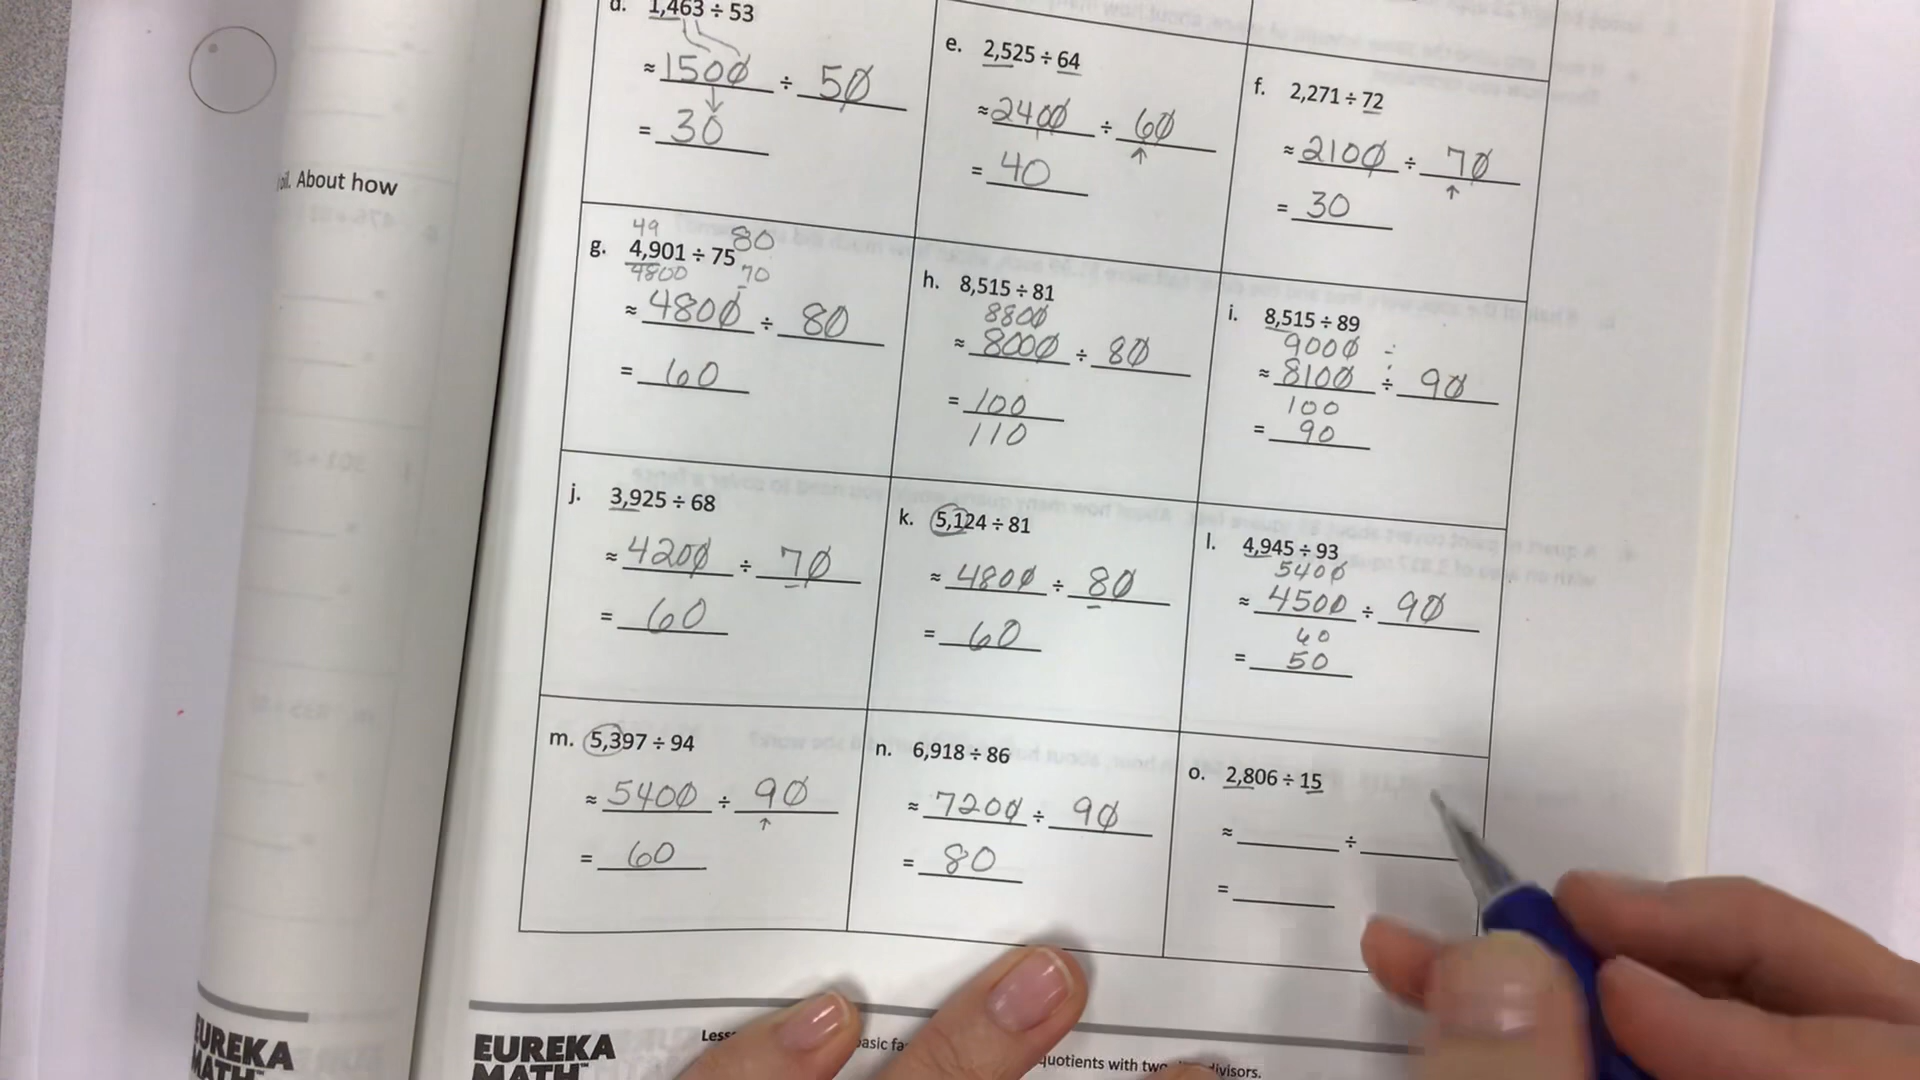 d. 1,463 ÷ 53
≈ 1500 ÷ 50
= 30
e. 2,525 ÷ 64
≈ 2400 ÷ 60
= 40
f. 2,271 ÷ 72
≈ 2100 ÷ 70
= 30
oil. About how
49 80
g. 4,901 ÷ 75
4800 70
≈ 4800 ÷ 80
= 60
h. 8,515 ÷ 81
8800
≈ 8000 ÷ 80
= 100
110
i. 8,515 ÷ 89
9000 ÷
≈ 8100 ÷ 90
100
= 90
j. 3,925 ÷ 68
≈ 4200 ÷ 70
= 60
k. 5,124 ÷ 81
≈ 4800 ÷ 80
= 60
l. 4,945 ÷ 93
5400
≈ 4500 ÷ 90
60
= 50
m. 5,397 ÷ 94
≈ 5400 ÷ 90
= 60
n. 6,918 ÷ 86
≈ 7200 ÷ 90
= 80
o. 2,806 ÷ 15
≈ ÷
=
EUREKA
MATH
EUREKA
MATH
quotients with divisors.